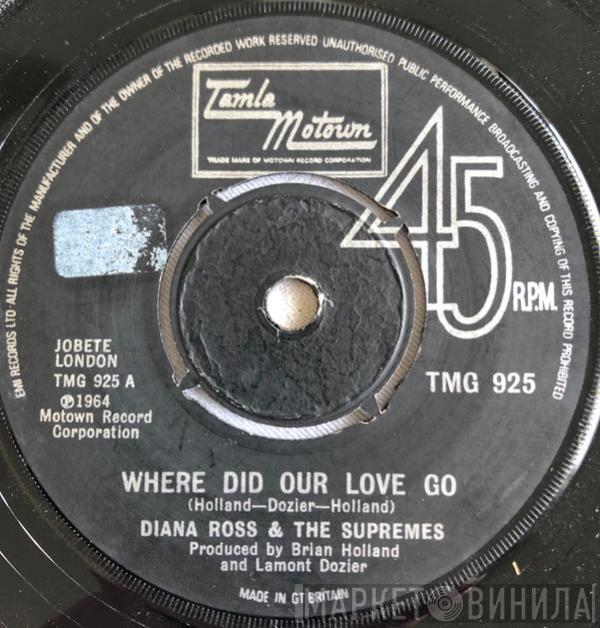 EMI RECORDS LTD·ALL RIGHTS OF THE MANUFACTURER AND OF THE OWNER OF THE RECORDED WORK RESERVED·UNAUTHORISED PUBLIC PERFORMANCE BROADCASTING AND COPYING OF THIS RECORD PROHIBITED
Tamla
Motown
TRADE MARK OF MOTOWN RECORD CORPORATION
45
R.P.M.
JOBETE
LONDON
TMG 925 A
℗1964
Motown Record
Corporation
TMG 925
WHERE DID OUR LOVE GO
(Holland—Dozier—Holland)
DIANA ROSS & THE SUPREMES
Produced by Brian Holland
and Lamont Dozier
MADE IN GT BRITAIN
МАРКЕТ ВИНИЛА